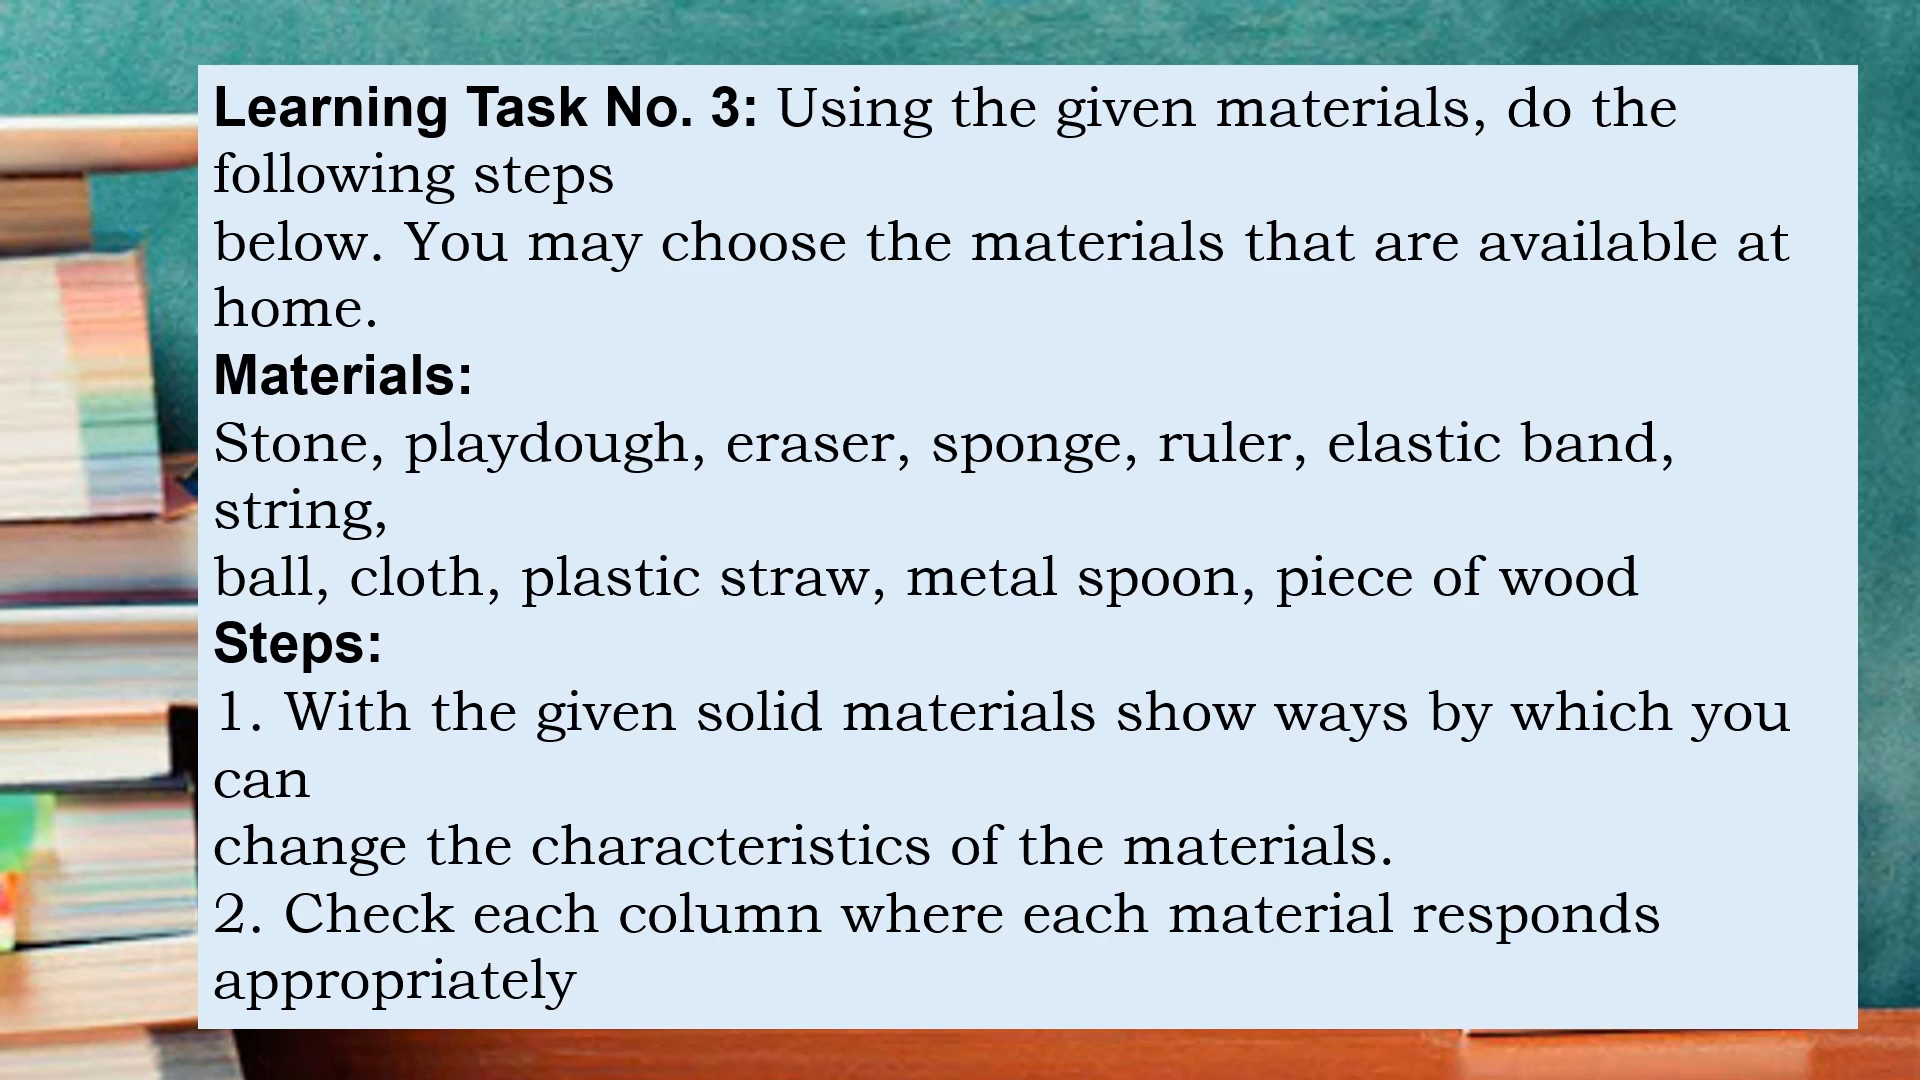 Learning Task No. 3: Using the given materials, do the
following steps
below. You may choose the materials that are available at
home.
Materials:
Stone, playdough, eraser, sponge, ruler, elastic band,
string,
ball, cloth, plastic straw, metal spoon, piece of wood
Steps:
1. With the given solid materials show ways by which you
can
change the characteristics of the materials.
2. Check each column where each material responds
appropriately